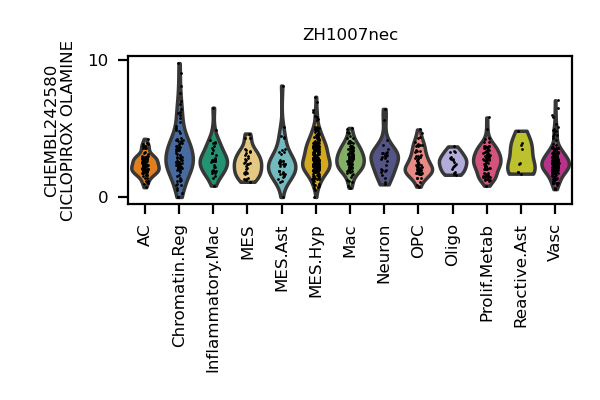 ZH1007nec
CHEMBL242580
CICLOPIROX OLAMINE
10
0
AC
Chromatin.Reg
Inflammatory.Mac
MES
MES.Ast
MES.Hyp
Mac
Neuron
OPC
Oligo
Prolif.Metab
Reactive.Ast
Vasc